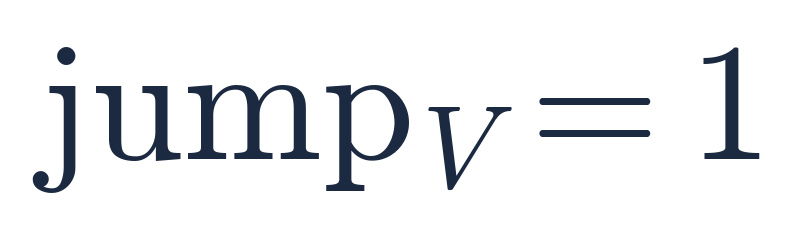 jump_V = 1